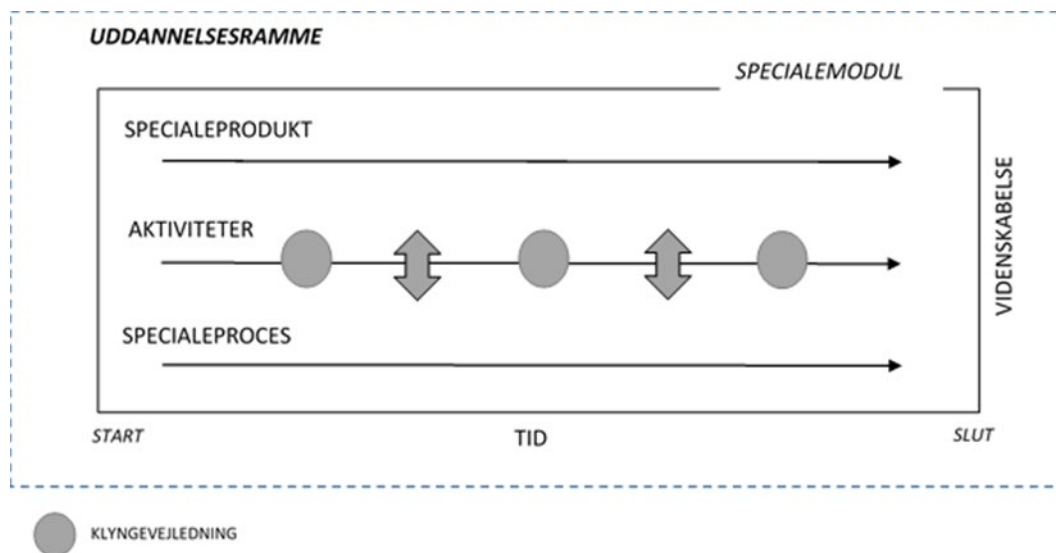 UDDANNELSESRAMME
SPECIALEMODUL
SPECIALEPRODUKT
AKTIVITETER
SPECIALEPROCES
VIDENSKABELSE
START
TID
SLUT
KLYNGEVEJLEDNING